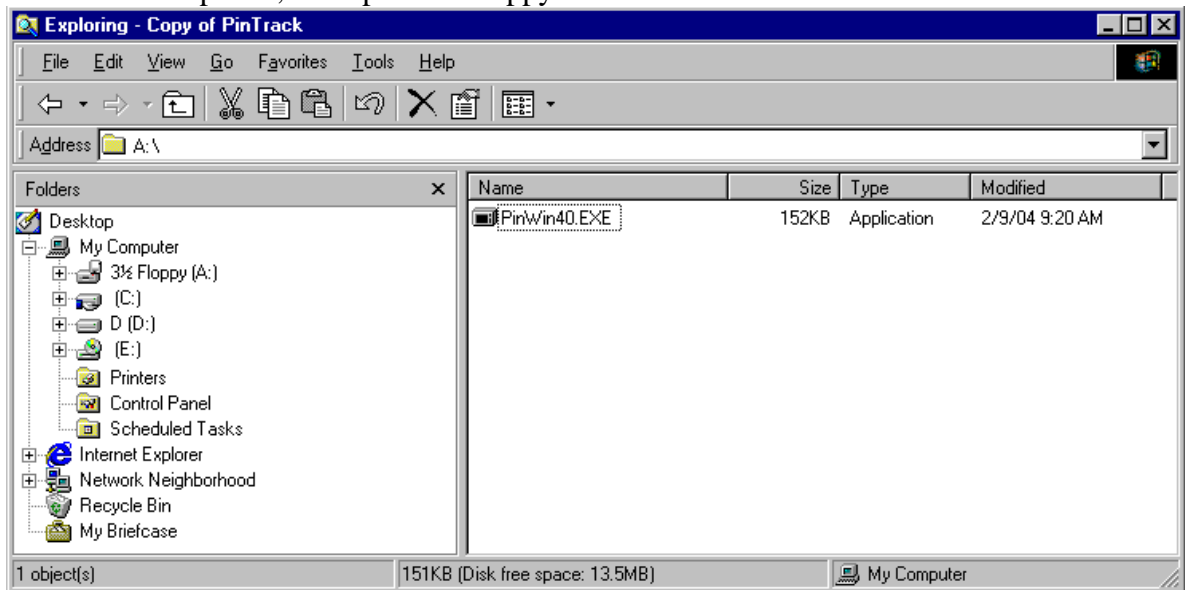 Exploring - Copy of PinTrack
File Edit View Go Favorites Tools Help
Address A:\
Folders
Name Size Type Modified
PinWin40.EXE 152KB Application 2/9/04 9:20 AM
Desktop
My Computer
3½ Floppy (A:)
(C:)
D (D:)
(E:)
Printers
Control Panel
Scheduled Tasks
Internet Explorer
Network Neighborhood
Recycle Bin
My Briefcase
1 object(s) 151KB (Disk free space: 13.5MB) My Computer